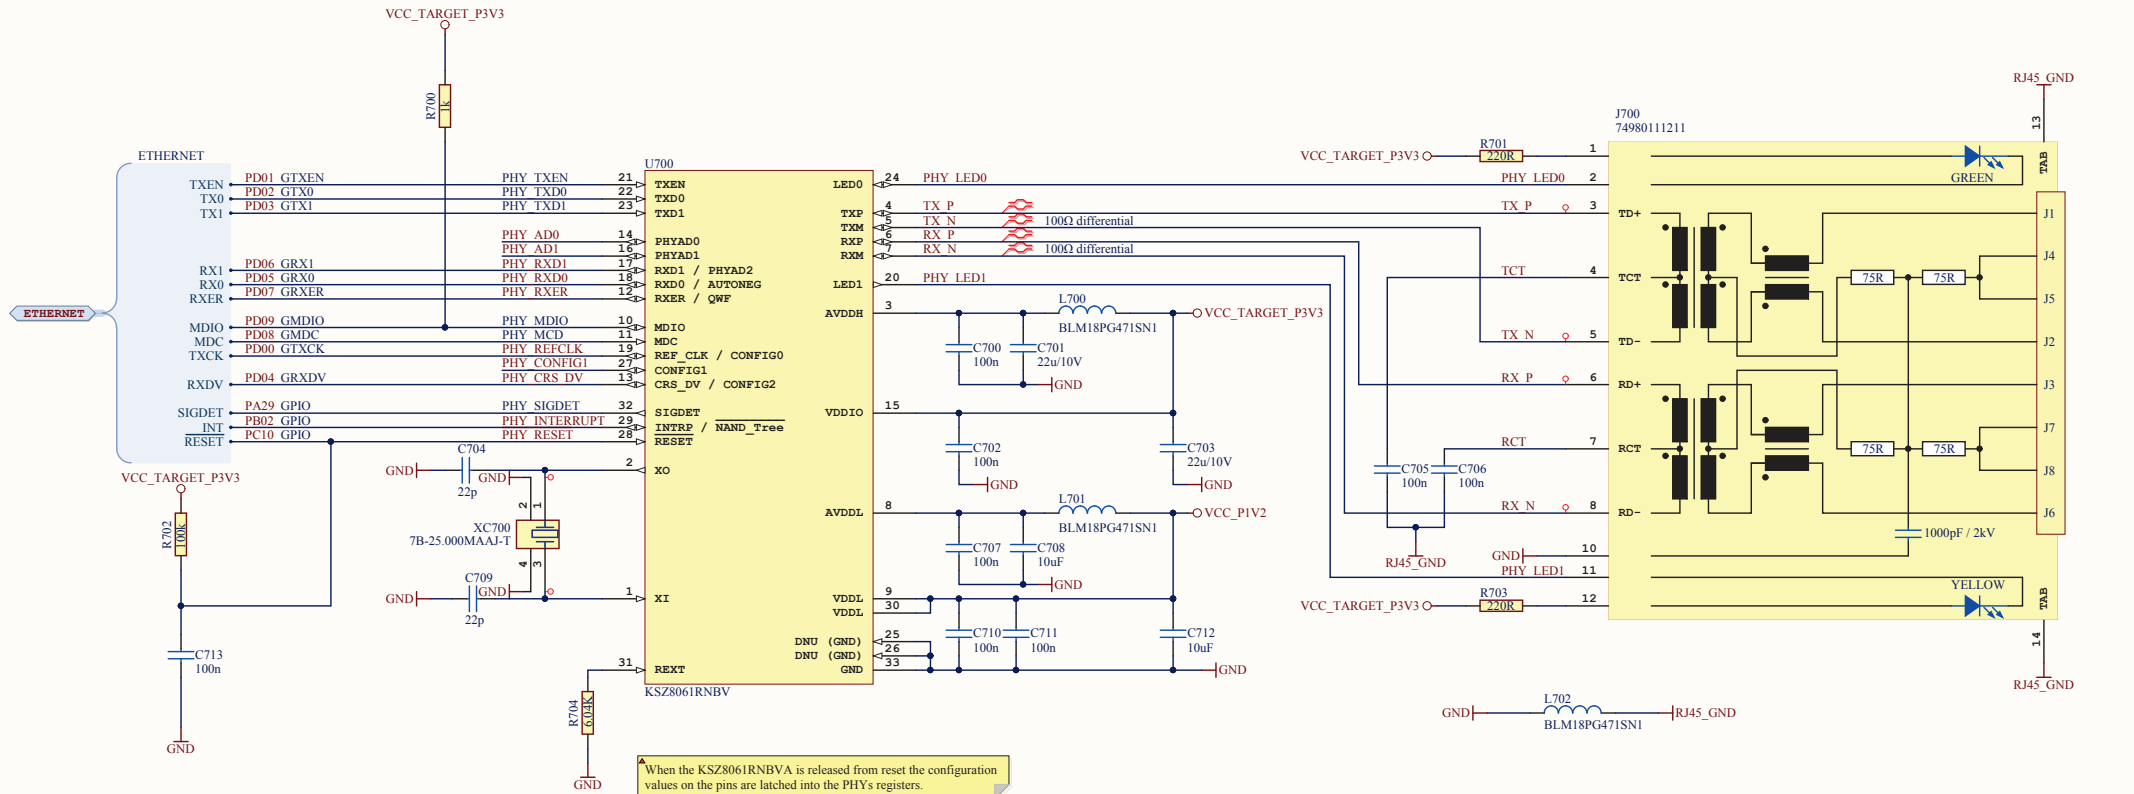 VCC_TARGET_P3V3
R700
1k
ETHERNET
ETHERNET
TXEN PD01 GTXEN PHY_TXEN 21 TXEN
TX0 PD02 GTX0 PHY_TXD0 22 TXD0
TX1 PD03 GTX1 PHY_TXD1 23 TXD1
PHY_AD0 14 PHYAD0
PHY_AD1 16 PHYAD1
RX1 PD06 GRX1 PHY_RXD1 17 RXD1 / PHYAD2
RX0 PD05 GRX0 PHY_RXD0 18 RXD0 / AUTONEG
RXER PD07 GRXER PHY_RXER 12 RXER / QWF
MDIO PD09 GMDIO PHY_MDIO 10 MDIO
MDC PD08 GMDC PHY_MCD 11 MDC
TXCK PD00 GTXCK PHY_REFCLK 19 REF_CLK / CONFIG0
PHY_CONFIG1 27 CONFIG1
RXDV PD04 GRXDV PHY_CRS_DV 13 CRS_DV / CONFIG2
SIGDET PA29 GPIO PHY_SIGDET 32 SIGDET
INT PB02 GPIO PHY_INTERRUPT 29 INTRP / NAND_Tree
RESET PC10 GPIO PHY_RESET 28 RESET
VCC_TARGET_P3V3
R702
100k
C713
100n
GND
C704
22p
GND
GND
2 1
XC700
7B-25.000MAAJ-T
4 3
C709
22p
GND
GND
2 XO
1 XI
31 REXT
R704
6.04K
GND
U700
KSZ8061RNBV
LED0 24 PHY_LED0
TXP 4 TX_P
TXM 5 TX_N 100Ω differential
RXP 6 RX_P
RXM 7 RX_N 100Ω differential
LED1 20 PHY_LED1
AVDDH 3
L700
BLM18PG471SN1
VCC_TARGET_P3V3
C700
100n
C701
22u/10V
GND
VDDIO 15
C702
100n
GND
C703
22u/10V
GND
AVDDL 8
L701
BLM18PG471SN1
VCC_P1V2
C707
100n
C708
10uF
GND
VDDL 9
VDDL 30
DNU (GND) 25
DNU (GND) 26
GND 33
C710
100n
C711
100n
C712
10uF
GND
When the KSZ8061RNBVA is released from reset the configuration
values on the pins are latched into the PHYs registers.
RJ45_GND
13
TAB
J700
74980111211
VCC_TARGET_P3V3 R701 220R 1
PHY_LED0 2
GREEN
TX_P 3 TD+
TCT 4 TCT
TX_N 5 TD-
RX_P 6 RD+
RCT 7 RCT
RX_N 8 RD-
GND 10
PHY_LED1 11
VCC_TARGET_P3V3 R703 220R 12
YELLOW
C705
100n
C706
100n
RJ45_GND
75R 75R
75R 75R
1000pF / 2kV
J1
J4
J5
J2
J3
J7
J8
J6
TAB
14
RJ45_GND
GND
L702
BLM18PG471SN1
RJ45_GND